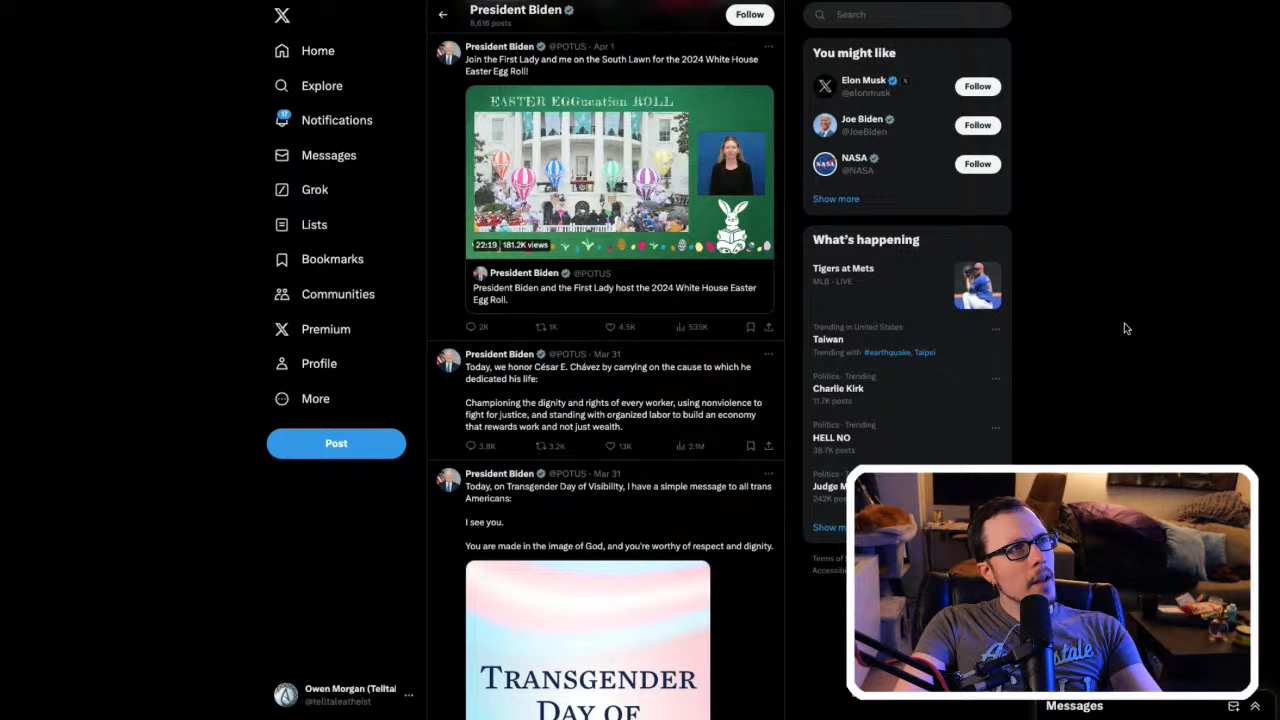 Home
Explore
17
Notifications
Messages
Grok
Lists
Bookmarks
Communities
Premium
Profile
More
Post
Owen Morgan (Telltal
@telltaleatheist
President Biden
8,616 posts
Follow
President Biden @POTUS · Apr 1
Join the First Lady and me on the South Lawn for the 2024 White House
Easter Egg Roll!
EASTER EGGucation ROLL
22:19 181.2K views
President Biden @POTUS
President Biden and the First Lady host the 2024 White House Easter
Egg Roll.
2K 1K 4.5K 535K
President Biden @POTUS · Mar 31
Today, we honor César E. Chávez by carrying on the cause to which he
dedicated his life:
Championing the dignity and rights of every worker, using nonviolence to
fight for justice, and standing with organized labor to build an economy
that rewards work and not just wealth.
3.8K 3.2K 13K 2.1M
President Biden @POTUS · Mar 31
Today, on Transgender Day of Visibility, I have a simple message to all trans
Americans:
I see you.
You are made in the image of God, and you're worthy of respect and dignity.
TRANSGENDER
DAY OF
Search
You might like
Elon Musk
@elonmusk
Follow
Joe Biden
@JoeBiden
Follow
NASA
NASA
@NASA
Follow
Show more
What's happening
Tigers at Mets
MLB · LIVE
Trending in United States
Taiwan
Trending with #earthquake, Taipei
Politics · Trending
Charlie Kirk
11.7K posts
Politics · Trending
HELL NO
38.7K posts
Politics
Judge M
242K pos
Show m
Terms of
Accessibi
Messages